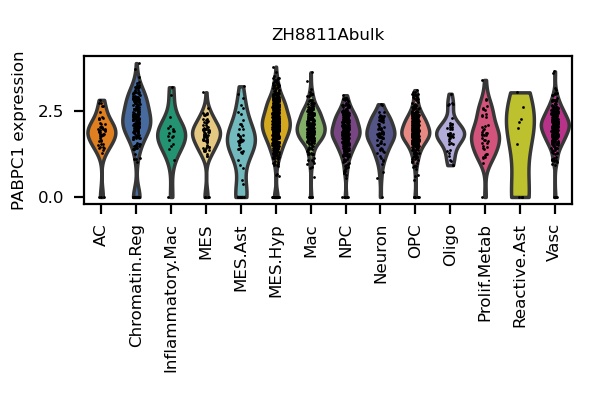 ZH8811Abulk
PABPC1 expression
2.5
0.0
AC
Chromatin.Reg
Inflammatory.Mac
MES
MES.Ast
MES.Hyp
Mac
NPC
Neuron
OPC
Oligo
Prolif.Metab
Reactive.Ast
Vasc